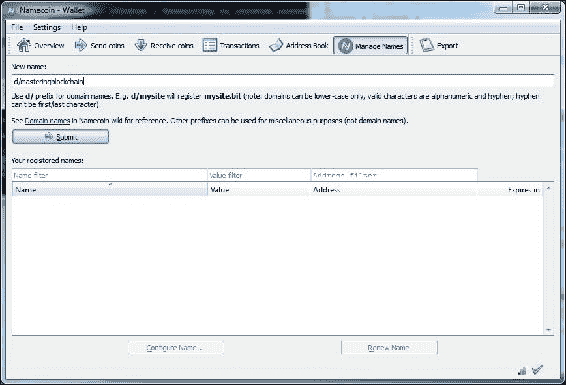 Namecoin - Wallet
File Settings Help
Overview Send coins Receive coins Transactions Address Book Manage Names Export
New name:
d/masteringblockchain
Use d/ prefix for domain names. E.g. d/mysite will register mysite.bit (note: domains can be lower-case only, valid characters are alphanumeric and hyphen; hyphen
can't be first/last character).
See Domain names in Namecoin wiki for reference. Other prefixes can be used for miscellaneous purposes (not domain names).
Submit
Your registered names:
Name filter Value filter Address filter
Name Value Address Expires in
Configure Name... Renew Name...